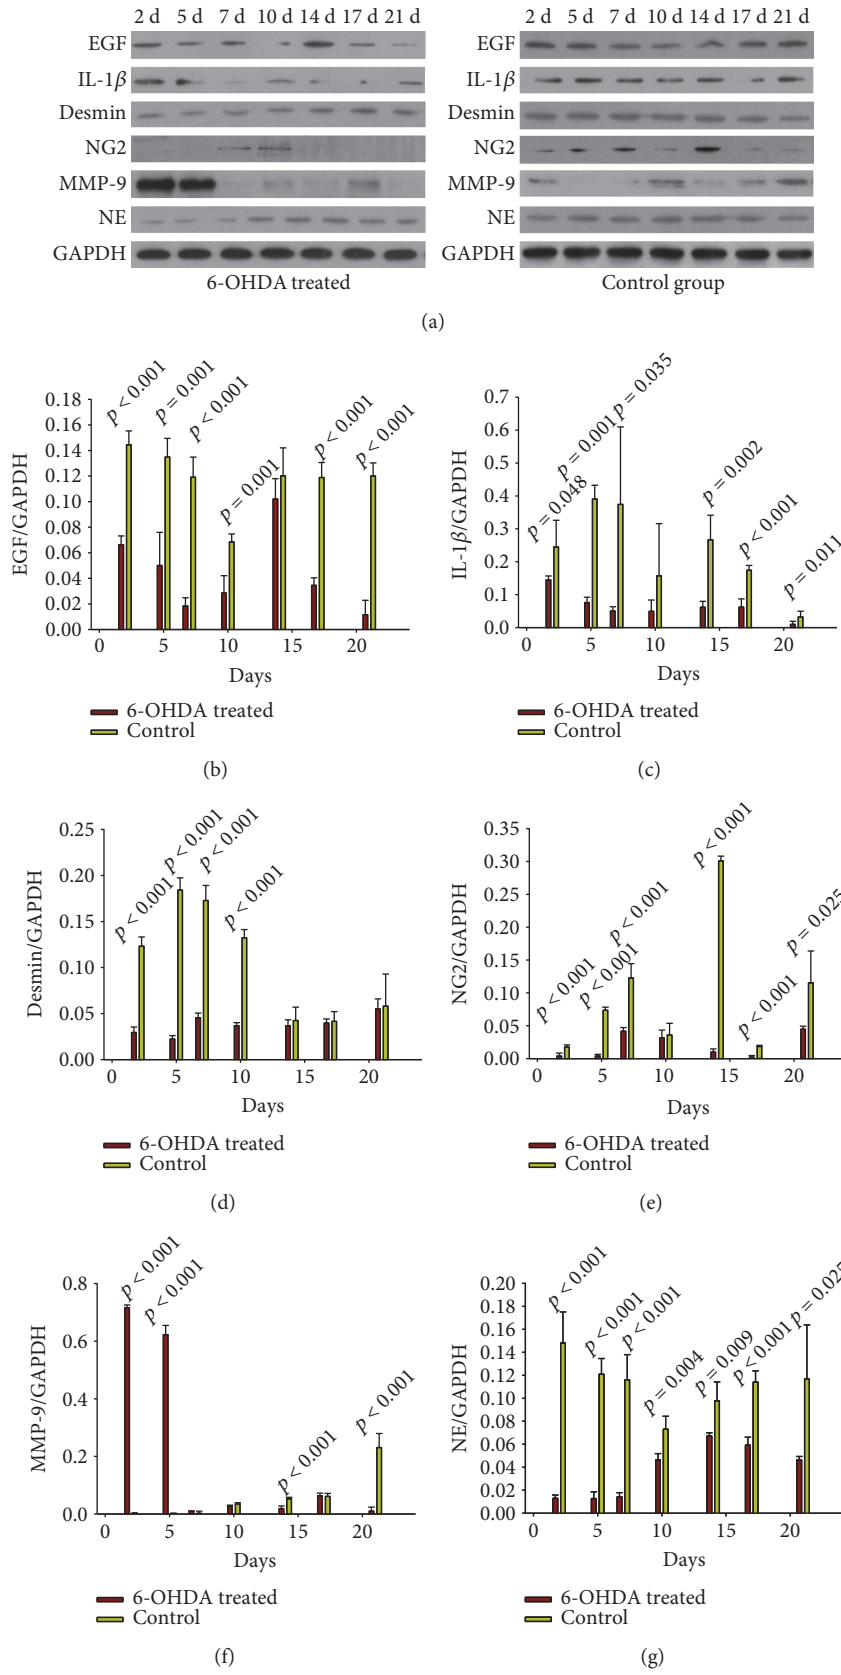 2 d 5 d 7 d 10 d 14 d 17 d 21 d
EGF
IL-1β
Desmin
NG2
MMP-9
NE
GAPDH
6-OHDA treated
2 d 5 d 7 d 10 d 14 d 17 d 21 d
EGF
IL-1β
Desmin
NG2
MMP-9
NE
GAPDH
Control group
(a)
EGF/GAPDH
0.18
0.16
0.14
0.12
0.10
0.08
0.06
0.04
0.02
0.00
p < 0.001
p = 0.001
p < 0.001
p = 0.001
p < 0.001
p < 0.001
0 5 10 15 20
Days
6-OHDA treated
Control
(b)
IL-1β/GAPDH
0.7
0.6
0.5
0.4
0.3
0.2
0.1
0.0
p = 0.048
p = 0.001
p = 0.035
p = 0.002
p < 0.001
p = 0.011
0 5 10 15 20
Days
6-OHDA treated
Control
(c)
Desmin/GAPDH
0.25
0.20
0.15
0.10
0.05
0.00
p < 0.001
p < 0.001
p < 0.001
p < 0.001
0 5 10 15 20
Days
6-OHDA treated
Control
(d)
NG2/GAPDH
0.35
0.30
0.25
0.20
0.15
0.10
0.05
0.00
p < 0.001
p < 0.001
p < 0.001
p < 0.001
p < 0.001
p = 0.025
0 5 10 15 20
Days
6-OHDA treated
Control
(e)
MMP-9/GAPDH
0.8
0.6
0.4
0.2
0.0
p < 0.001
p < 0.001
p < 0.001
p < 0.001
0 5 10 15 20
Days
6-OHDA treated
Control
(f)
NE/GAPDH
0.20
0.18
0.16
0.14
0.12
0.10
0.08
0.06
0.04
0.02
0.00
p < 0.001
p < 0.001
p < 0.001
p = 0.004
p = 0.009
p < 0.001
p = 0.025
0 5 10 15 20
Days
6-OHDA treated
Control
(g)